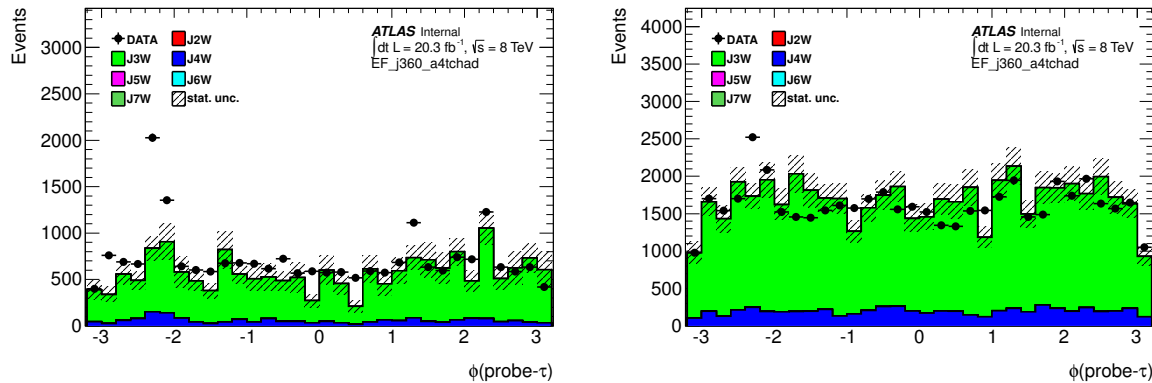 Events
3000
2500
2000
1500
1000
500
0
-3 -2 -1 0 1 2 3
ϕ(probe-τ)
DATA J2W
J3W J4W
J5W J6W
J7W stat. unc.
ATLAS Internal
∫dt L = 20.3 fb⁻¹, √s = 8 TeV
EF_j360_a4tchad
Events
4000
3500
3000
2500
2000
1500
1000
500
0
-3 -2 -1 0 1 2 3
ϕ(probe-τ)
DATA J2W
J3W J4W
J5W J6W
J7W stat. unc.
ATLAS Internal
∫dt L = 20.3 fb⁻¹, √s = 8 TeV
EF_j360_a4tchad